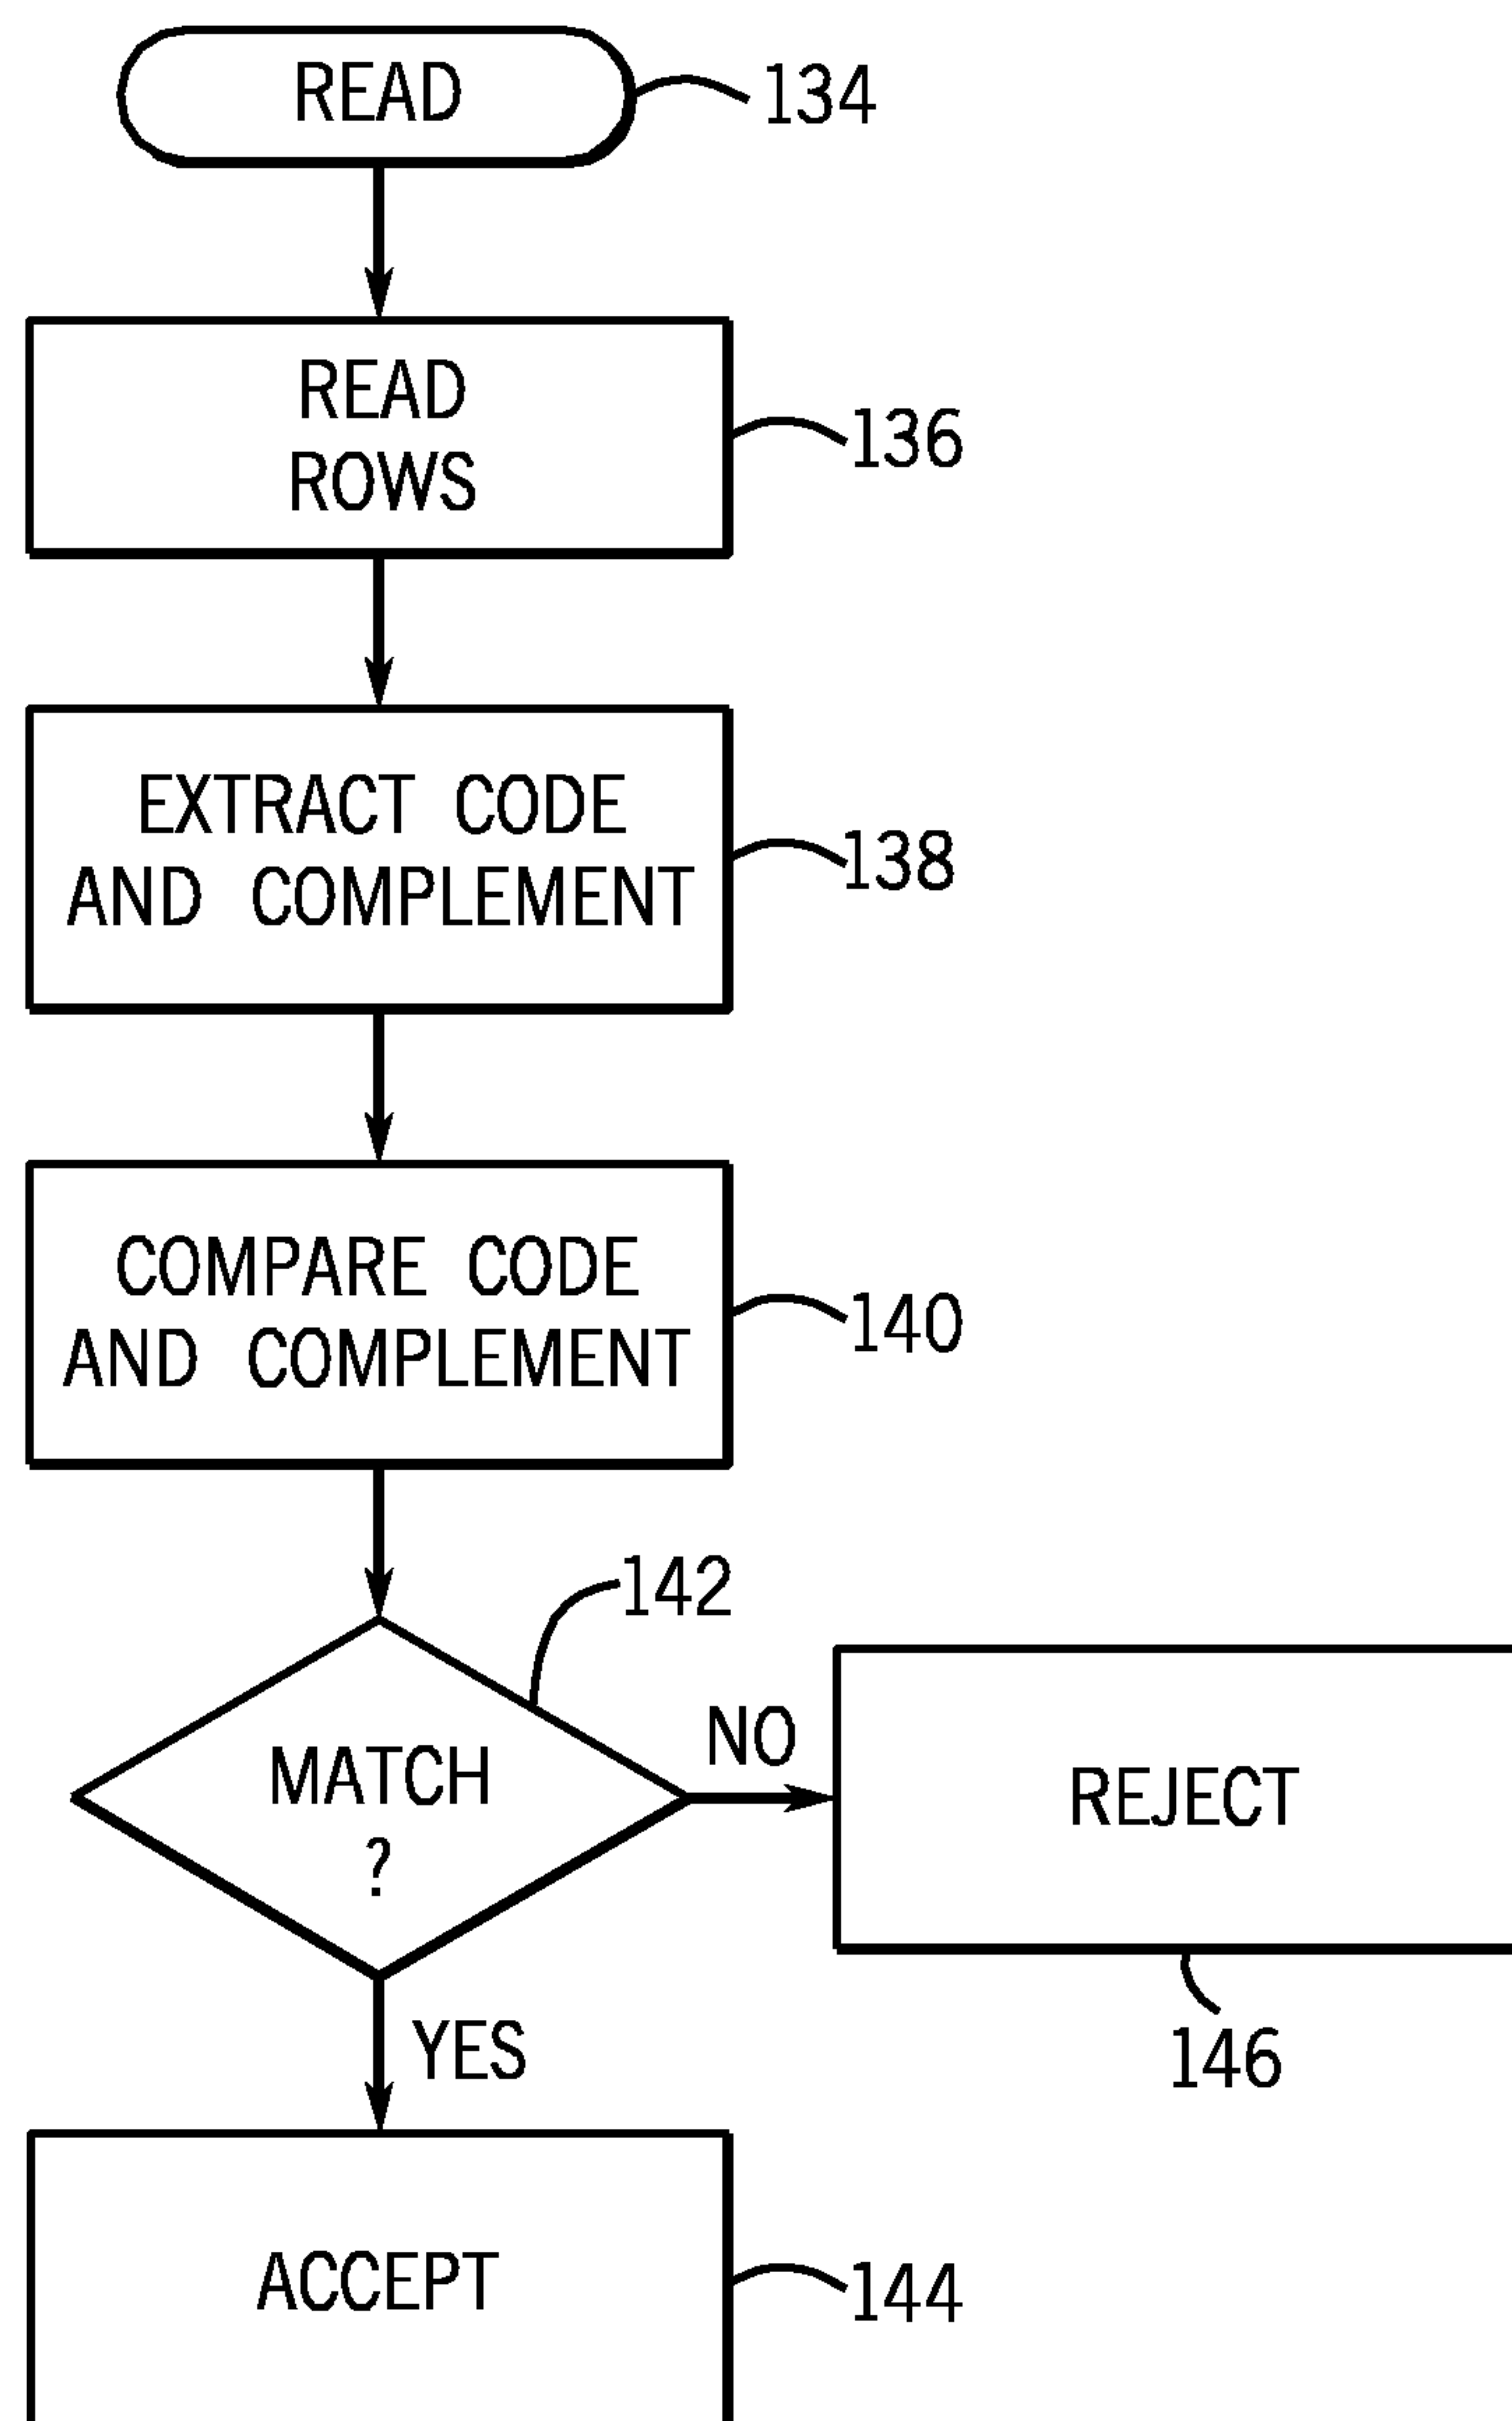 READ
134
READ
ROWS
136
EXTRACT CODE
AND COMPLEMENT
138
COMPARE CODE
AND COMPLEMENT
140
142
MATCH
?
NO
REJECT
146
YES
ACCEPT
144